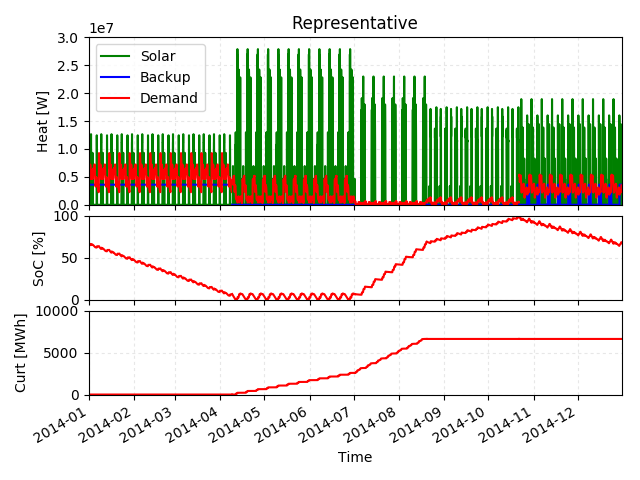 Representative
1e7
3.0
2.5
2.0
1.5
1.0
0.5
0.0
Heat [W]
Solar
Backup
Demand
100
50
0
SoC [%]
10000
5000
0
Curt [MWh]
2014-01
2014-02
2014-03
2014-04
2014-05
2014-06
2014-07
2014-08
2014-09
2014-10
2014-11
2014-12
Time